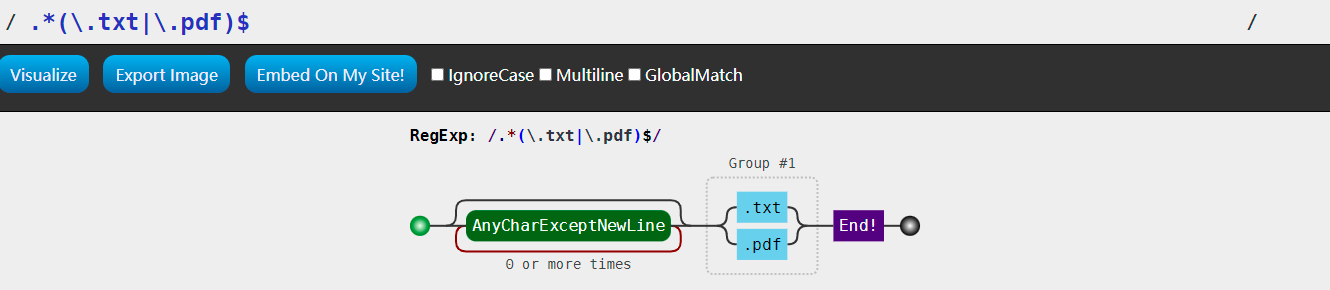 / .*(\.txt|\.pdf)$ /
Visualize Export Image Embed On My Site! IgnoreCase Multiline GlobalMatch
RegExp: /.*(\.txt|\.pdf)$/
Group #1
.txt
AnyCharExceptNewLine End!
.pdf
0 or more times